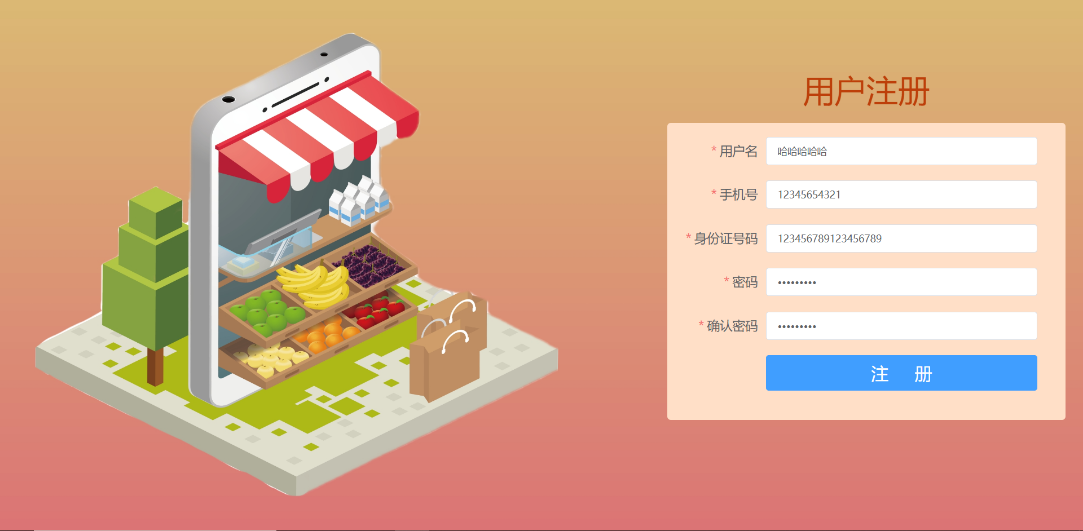 用户注册
* 用户名 哈哈哈哈哈
* 手机号 12345654321
* 身份证号码 123456789123456789
* 密码 •••••••••
* 确认密码 •••••••••
注 册